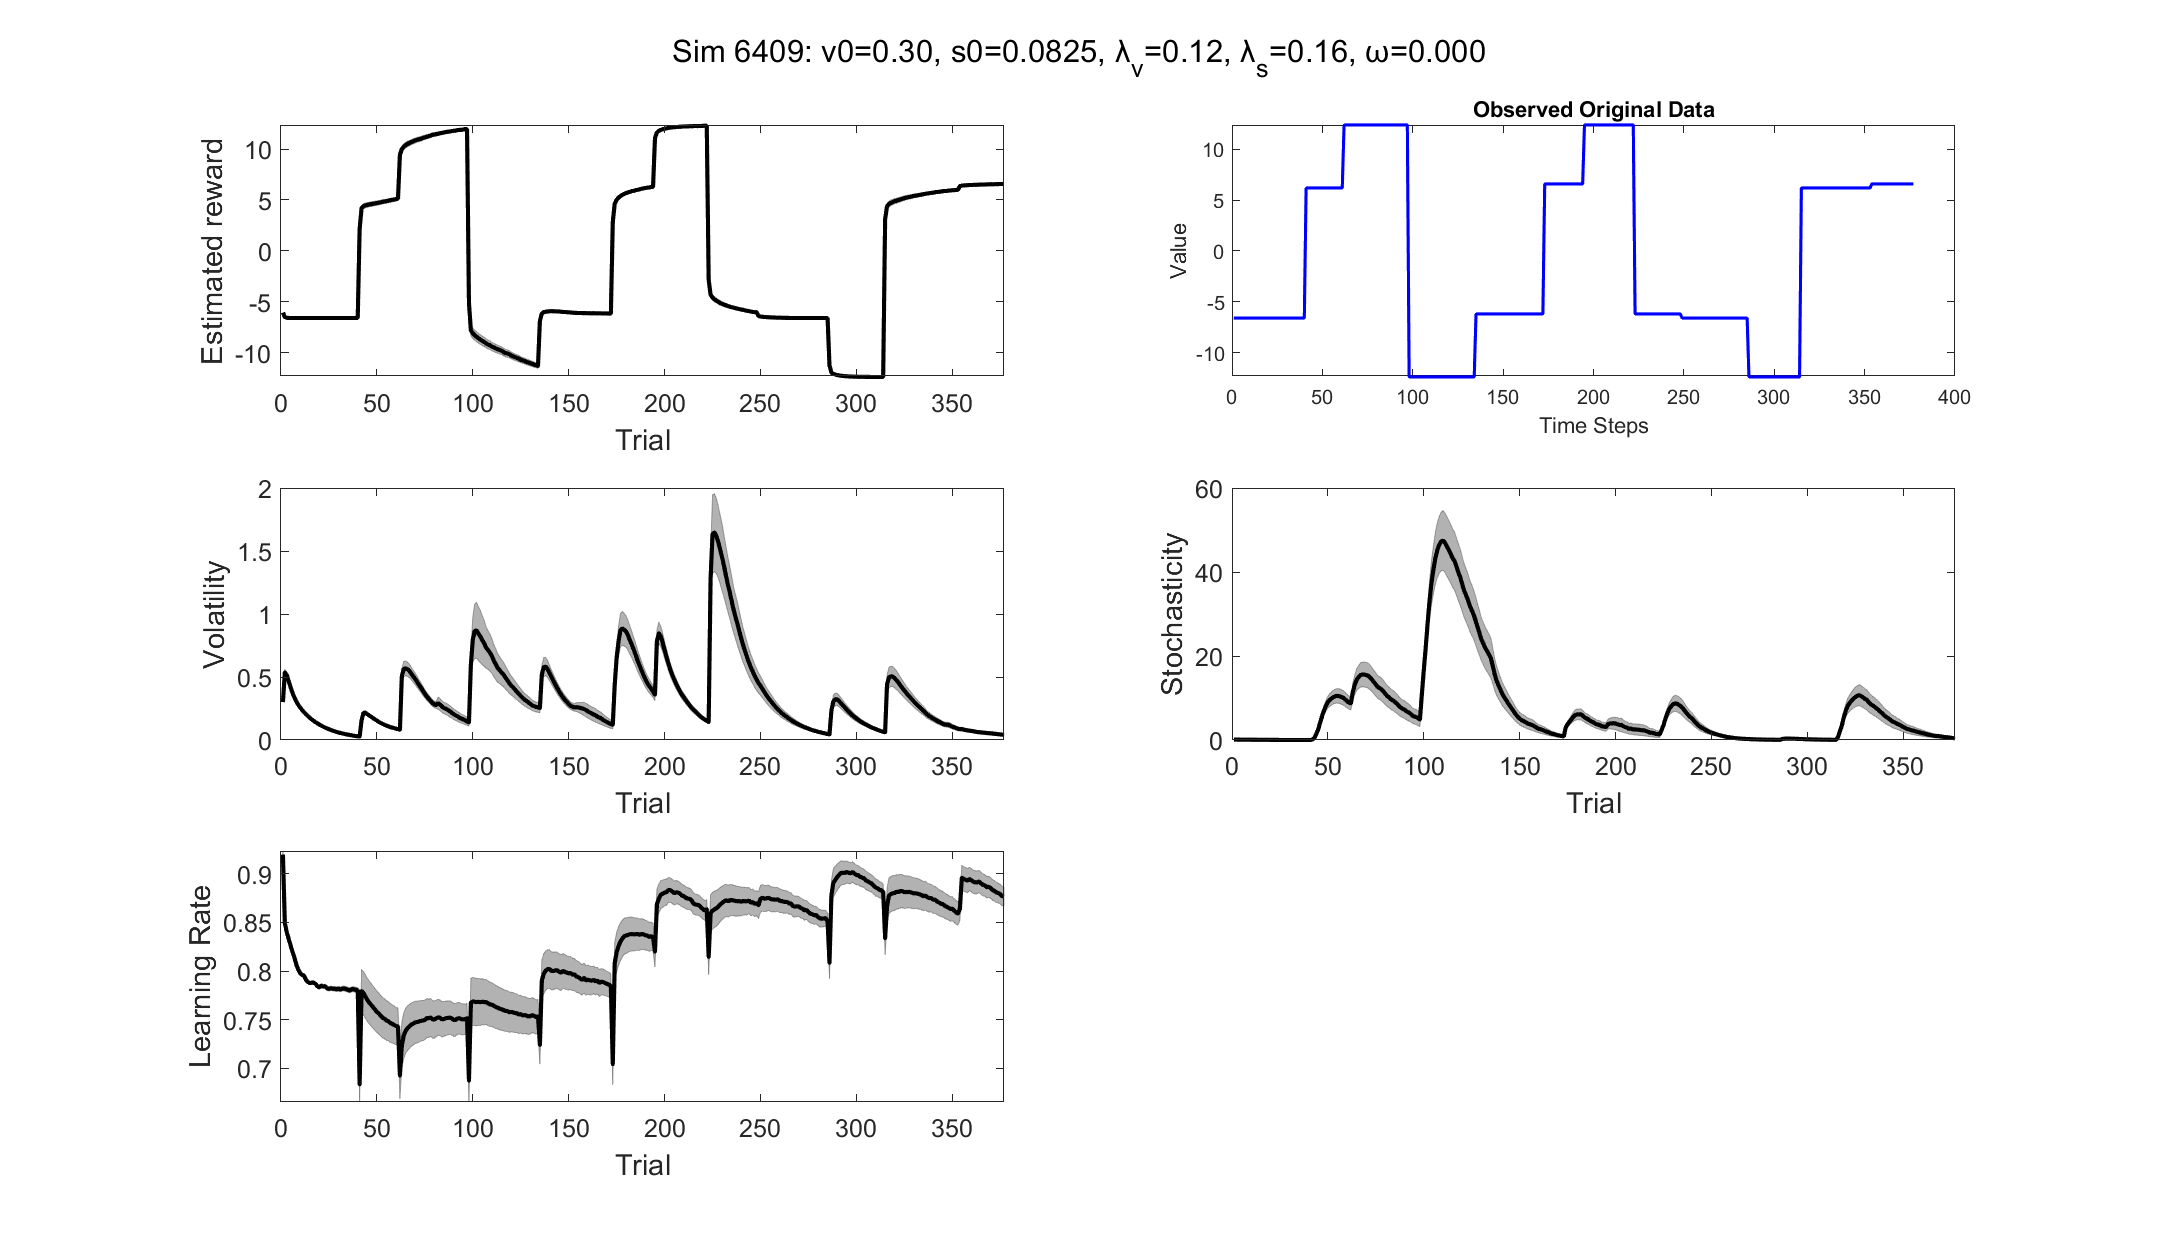 Sim 6409: v0=0.30, s0=0.0825, λv=0.12, λs=0.16, ω=0.000
Estimated reward
10
5
0
-5
-10
0 50 100 150 200 250 300 350
Trial
Observed Original Data
Value
10
5
0
-5
-10
0 50 100 150 200 250 300 350 400
Time Steps
Volatility
2
1.5
1
0.5
0
0 50 100 150 200 250 300 350
Trial
Stochasticity
60
40
20
0
0 50 100 150 200 250 300 350
Trial
Learning Rate
0.9
0.85
0.8
0.75
0.7
0 50 100 150 200 250 300 350
Trial